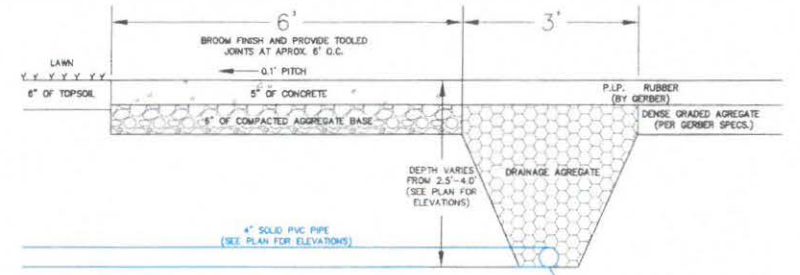 6' 3'
BROOM FINISH AND PROVIDE TOOLED
JOINTS AT APROX. 6' O.C.
LAWN
0.1' PITCH
6" OF TOPSOIL
5" OF CONCRETE
P.I.P. RUBBER
(BY GERBER)
6" OF COMPACTED AGGREGATE BASE
DENSE GRADED AGREGATE
(PER GERBER SPECS.)
DEPTH VARIES
FROM 2.5'-4.0'
(SEE PLAN FOR
ELEVATIONS)
DRAINAGE AGREGATE
4" SOLID PVC PIPE
(SEE PLAN FOR ELEVATIONS)